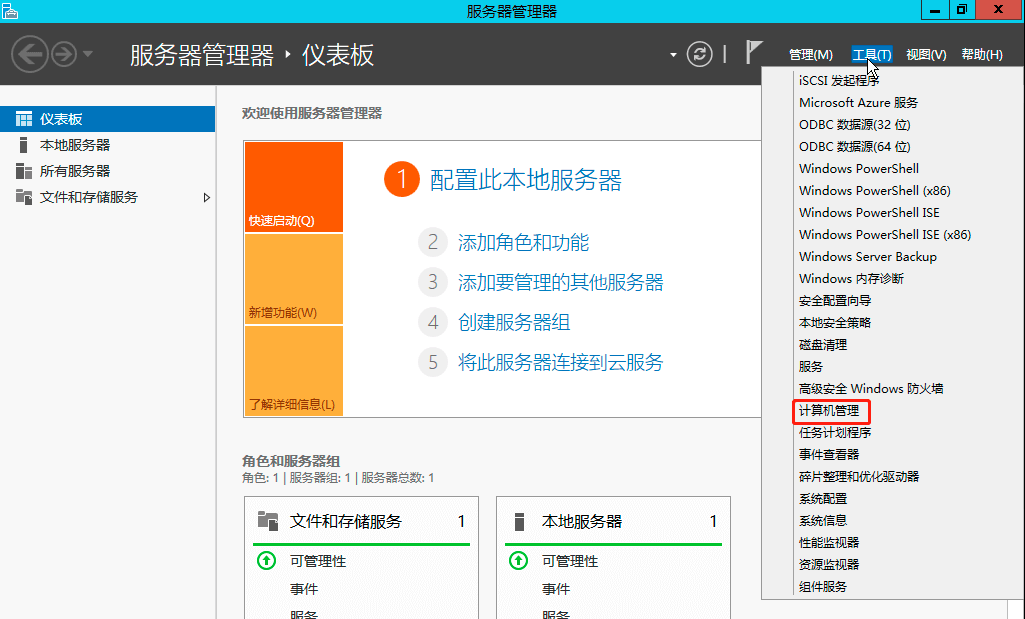 服务器管理器
服务器管理器 · 仪表板
管理(M) 工具(T) 视图(V) 帮助(H)
仪表板
本地服务器
所有服务器
文件和存储服务
欢迎使用服务器管理器
快速启动(Q)
新增功能(W)
了解详细信息(L)
1 配置此本地服务器
2 添加角色和功能
3 添加要管理的其他服务器
4 创建服务器组
5 将此服务器连接到云服务
角色和服务器组
角色: 1 | 服务器组: 1 | 服务器总数: 1
文件和存储服务 1
可管理性
事件
服务
本地服务器 1
可管理性
事件
服务
iSCSI 发起程序
Microsoft Azure 服务
ODBC 数据源(32 位)
ODBC 数据源(64 位)
Windows PowerShell
Windows PowerShell (x86)
Windows PowerShell ISE
Windows PowerShell ISE (x86)
Windows Server Backup
Windows 内存诊断
安全配置向导
本地安全策略
磁盘清理
服务
高级安全 Windows 防火墙
计算机管理
任务计划程序
事件查看器
碎片整理和优化驱动器
系统配置
系统信息
性能监视器
资源监视器
组件服务